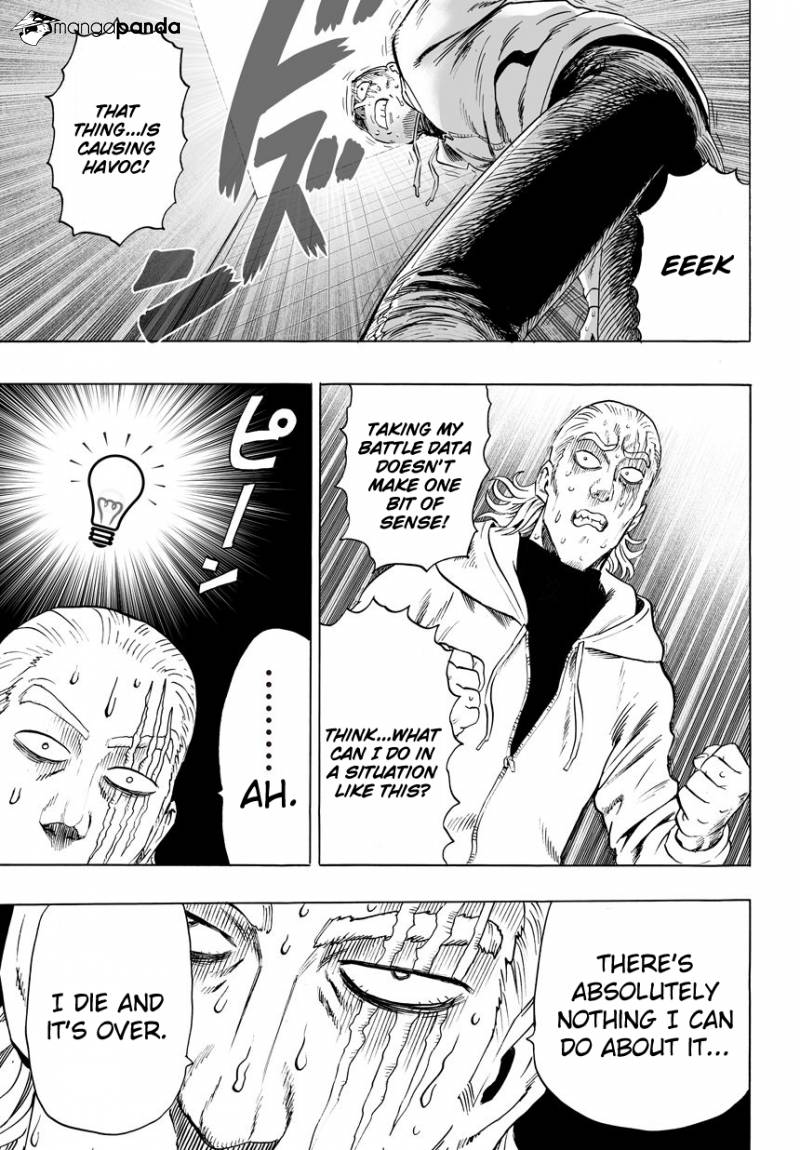 mangapanda
EEEK
ドズン
THAT
THING...IS
CAUSING
HAVOC!
TAKING MY
BATTLE DATA
DOESN'T
MAKE ONE
BIT OF
SENSE!
THINK...WHAT
CAN I DO IN
A SITUATION
LIKE THIS?
ピーン
.........
AH.
THERE'S
ABSOLUTELY
NOTHING I CAN
DO ABOUT IT...
I DIE AND
IT'S OVER.